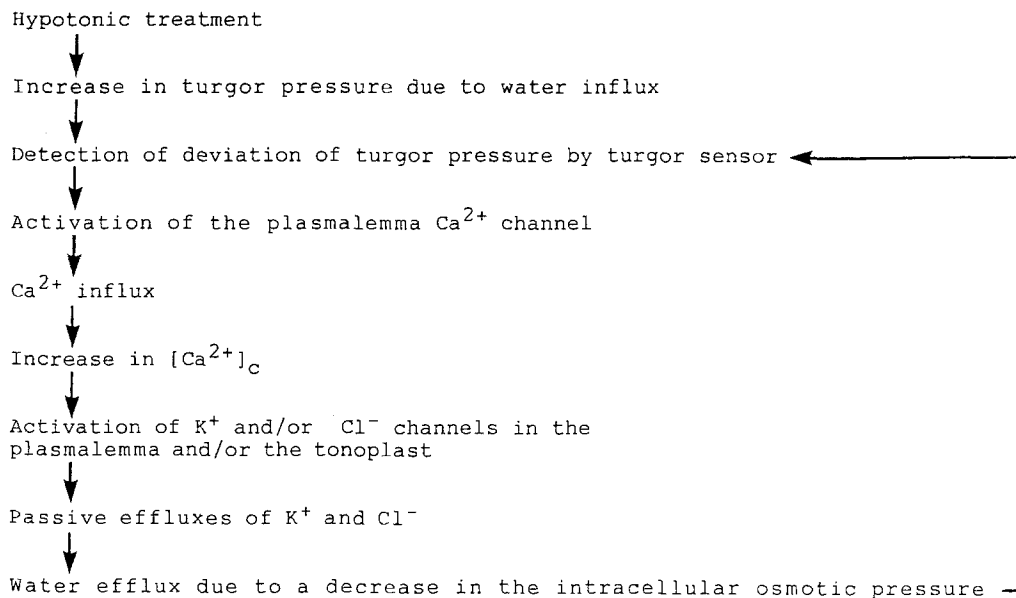 Hypotonic treatment
Increase in turgor pressure due to water influx
Detection of deviation of turgor pressure by turgor sensor
Activation of the plasmalemma Ca²⁺ channel
Ca²⁺ influx
Increase in [Ca²⁺]c
Activation of K⁺ and/or Cl⁻ channels in the
plasmalemma and/or the tonoplast
Passive effluxes of K⁺ and Cl⁻
Water efflux due to a decrease in the intracellular osmotic pressure